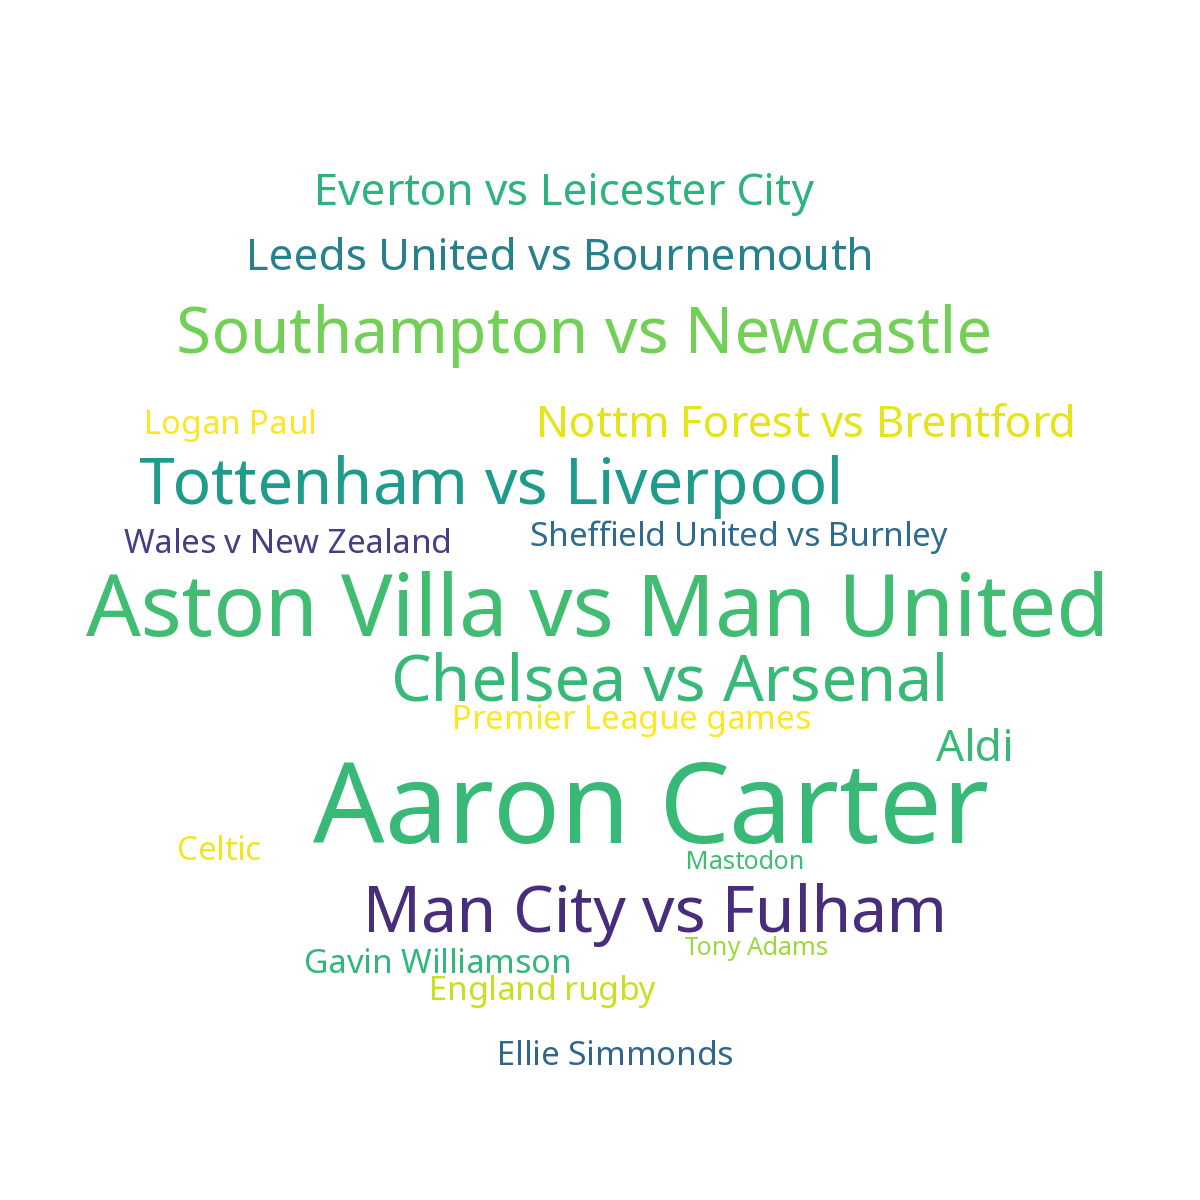 Everton vs Leicester City
Leeds United vs Bournemouth
Southampton vs Newcastle
Logan Paul
Nottm Forest vs Brentford
Tottenham vs Liverpool
Wales v New Zealand
Sheffield United vs Burnley
Aston Villa vs Man United
Chelsea vs Arsenal
Premier League games
Aldi
Aaron Carter
Celtic
Mastodon
Man City vs Fulham
Tony Adams
Gavin Williamson
England rugby
Ellie Simmonds